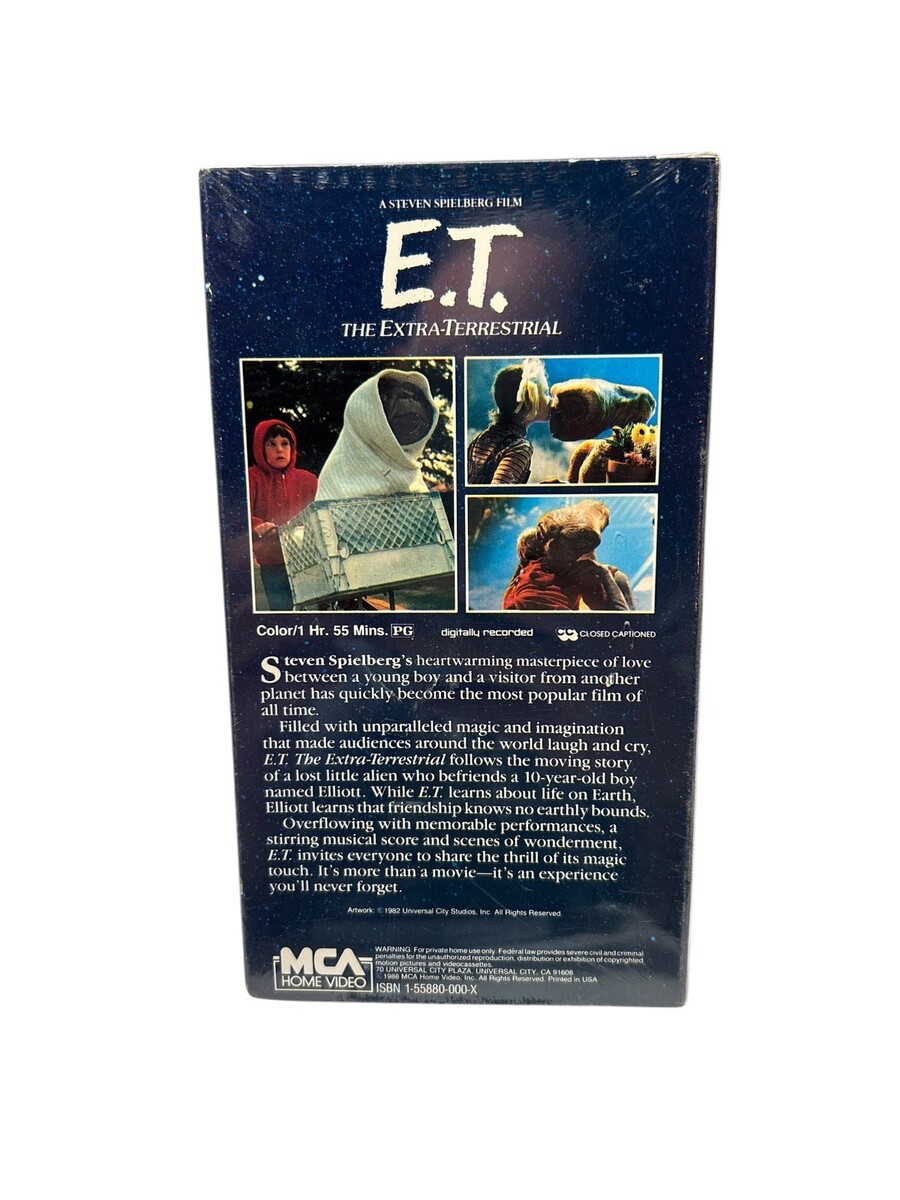 A STEVEN SPIELBERG FILM
E.T.
THE EXTRA-TERRESTRIAL
Color/1 Hr. 55 Mins. PG digitally recorded CC CLOSED CAPTIONED
Steven Spielberg's heartwarming masterpiece of love
between a young boy and a visitor from another
planet has quickly become the most popular film of
all time.
Filled with unparalleled magic and imagination
that made audiences around the world laugh and cry,
E.T. The Extra-Terrestrial follows the moving story
of a lost little alien who befriends a 10-year-old boy
named Elliott. While E.T. learns about life on Earth,
Elliott learns that friendship knows no earthly bounds.
Overflowing with memorable performances, a
stirring musical score and scenes of wonderment,
E.T. invites everyone to share the thrill of its magic
touch. It's more than a movie—it's an experience
you'll never forget.
Artwork: ©1982 Universal City Studios, Inc. All Rights Reserved.
MCA
HOME VIDEO
WARNING: For private home use only. Federal law provides severe civil and criminal
penalties for the unauthorized reproduction, distribution or exhibition of copyrighted
motion pictures and videocassettes.
70 UNIVERSAL CITY PLAZA, UNIVERSAL CITY, CA 91608
© 1988 MCA Home Video, Inc. All Rights Reserved. Printed in USA
ISBN 1-55880-000-X